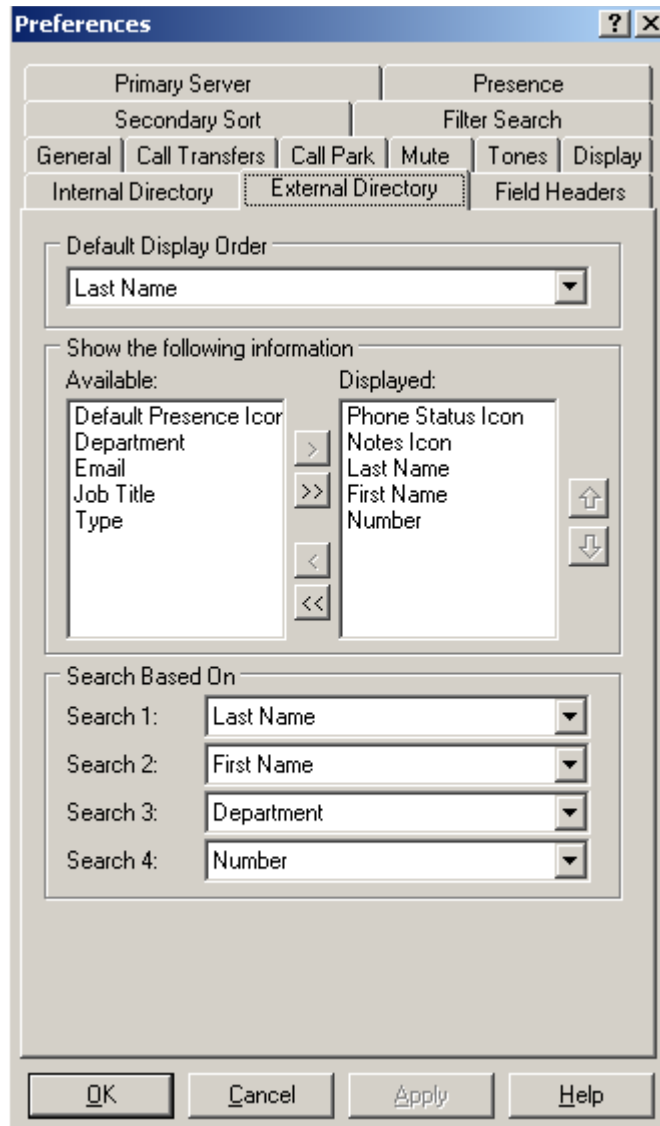 Preferences
Primary Server Presence
Secondary Sort Filter Search
General Call Transfers Call Park Mute Tones Display
Internal Directory External Directory Field Headers
Default Display Order
Last Name
Show the following information
Available: Displayed:
Default Presence Icon Phone Status Icon
Department Notes Icon
Email Last Name
Job Title First Name
Type Number
>
>>
<
<<
Search Based On
Search 1: Last Name
Search 2: First Name
Search 3: Department
Search 4: Number
OK Cancel Apply Help